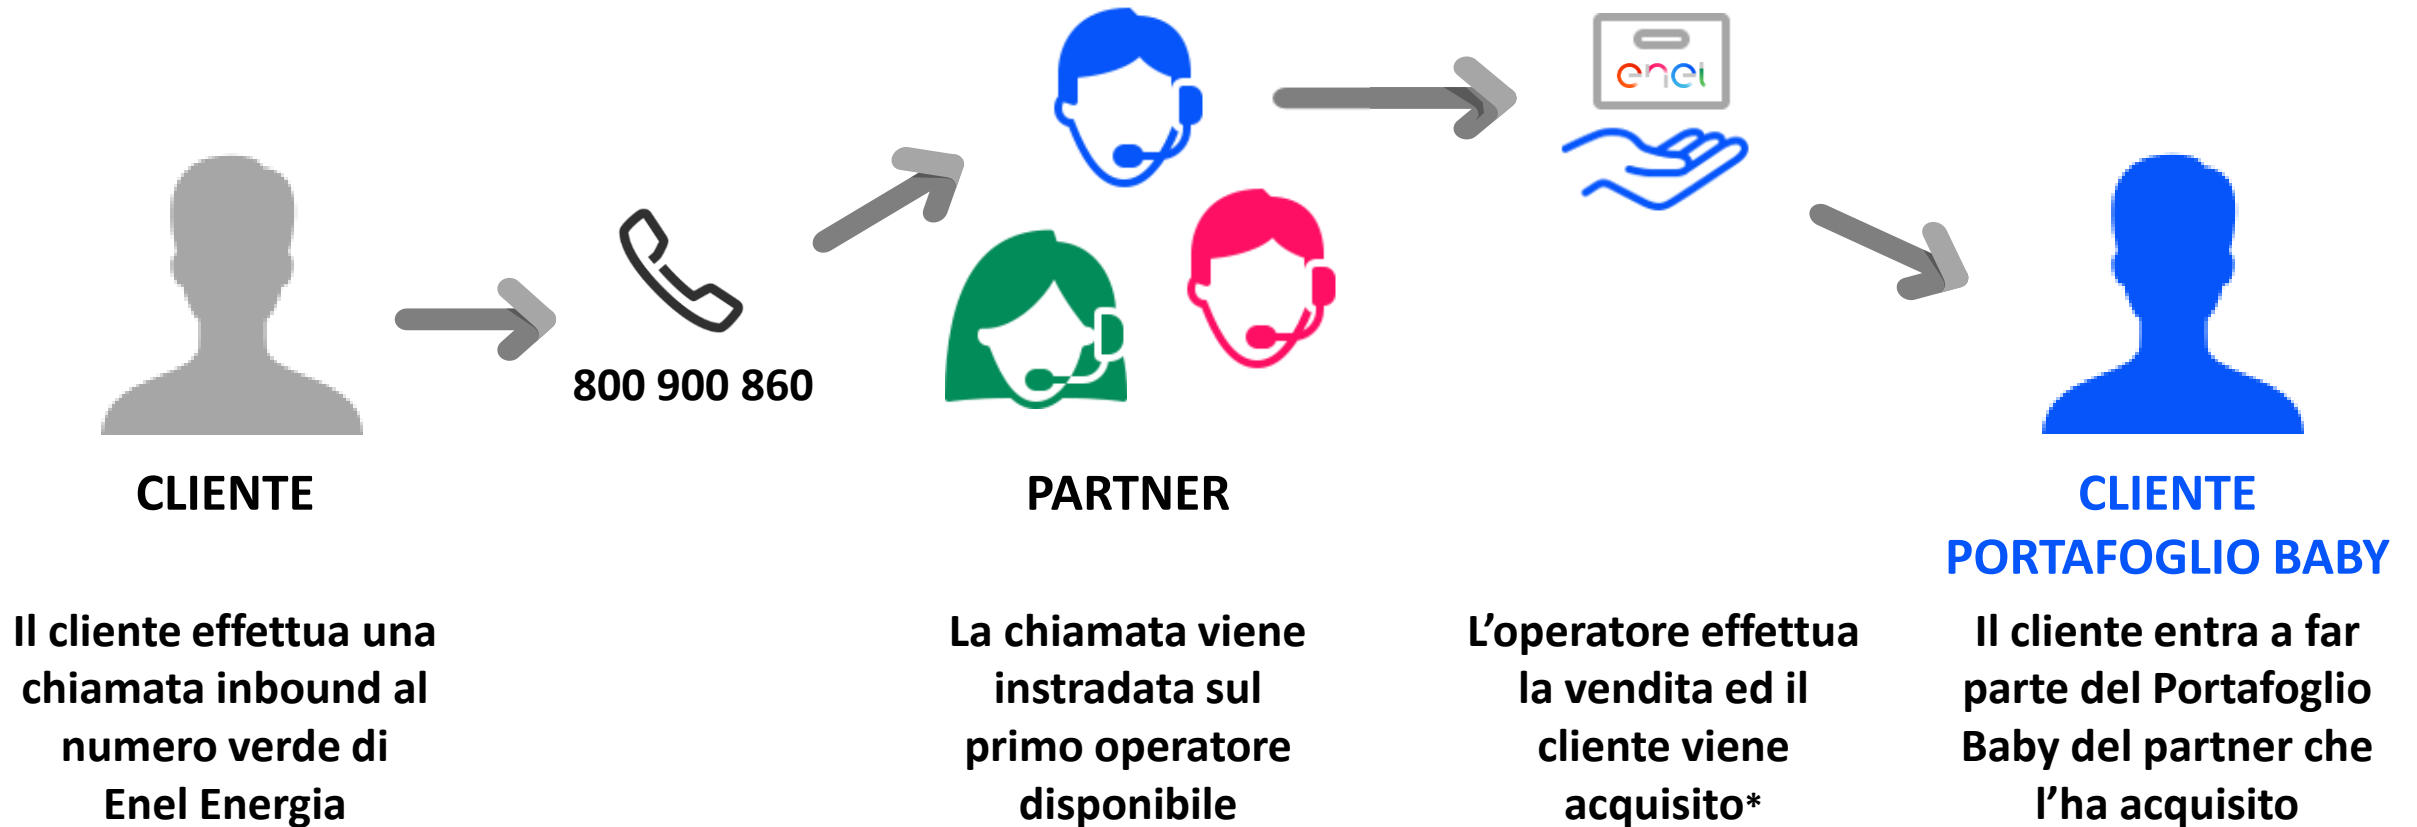 enel
800 900 860
CLIENTE
PARTNER
CLIENTE
PORTAFOGLIO BABY
Il cliente effettua una
chiamata inbound al
numero verde di
Enel Energia
La chiamata viene
instradata sul
primo operatore
disponibile
L’operatore effettua
la vendita ed il
cliente viene
acquisito*
Il cliente entra a far
parte del Portafoglio
Baby del partner che
l’ha acquisito